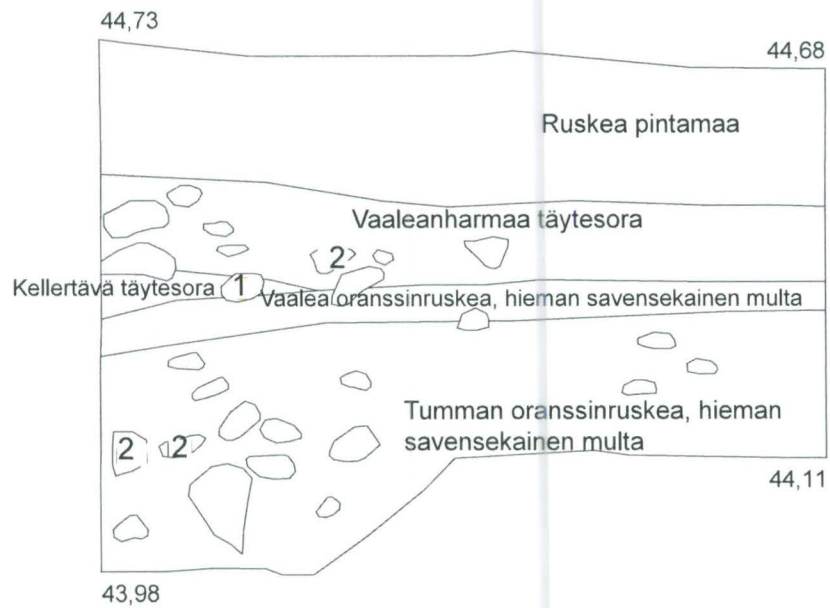 44,73
44,68
Ruskea pintamaa
Vaaleanharmaa täytesora
2
Kellertävä täytesora
1
Vaalea oranssinruskea, hieman savensekainen multa
Tumman oranssinruskea, hieman
savensekainen multa
2
2
44,11
43,98